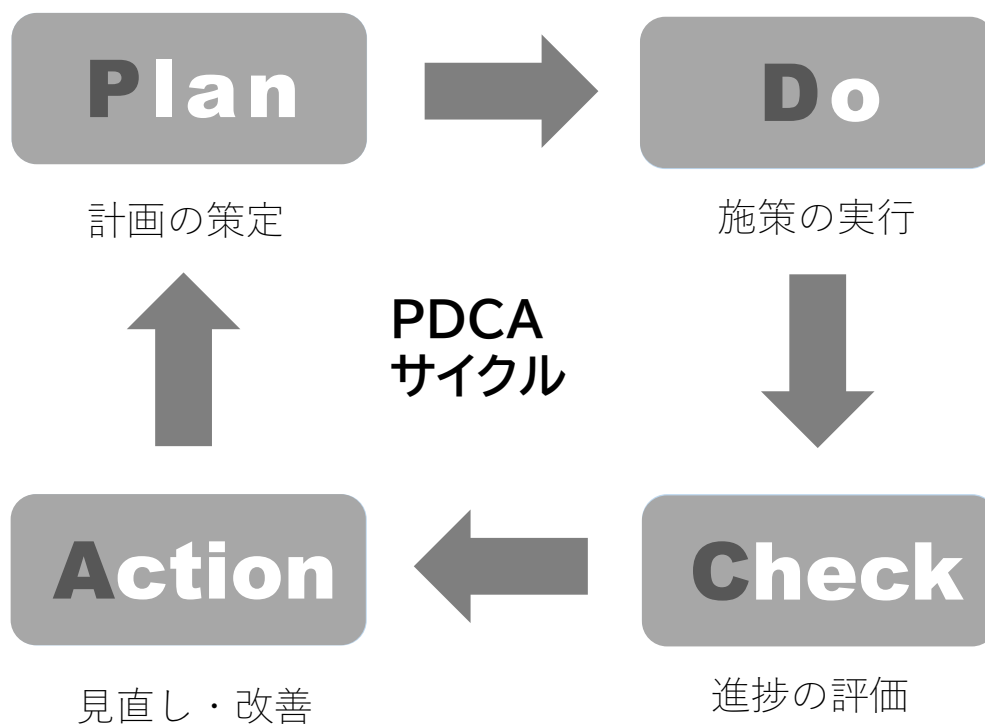 Plan
Do
計画の策定
施策の実行
PDCA
サイクル
Action
Check
見直し・改善
進捗の評価